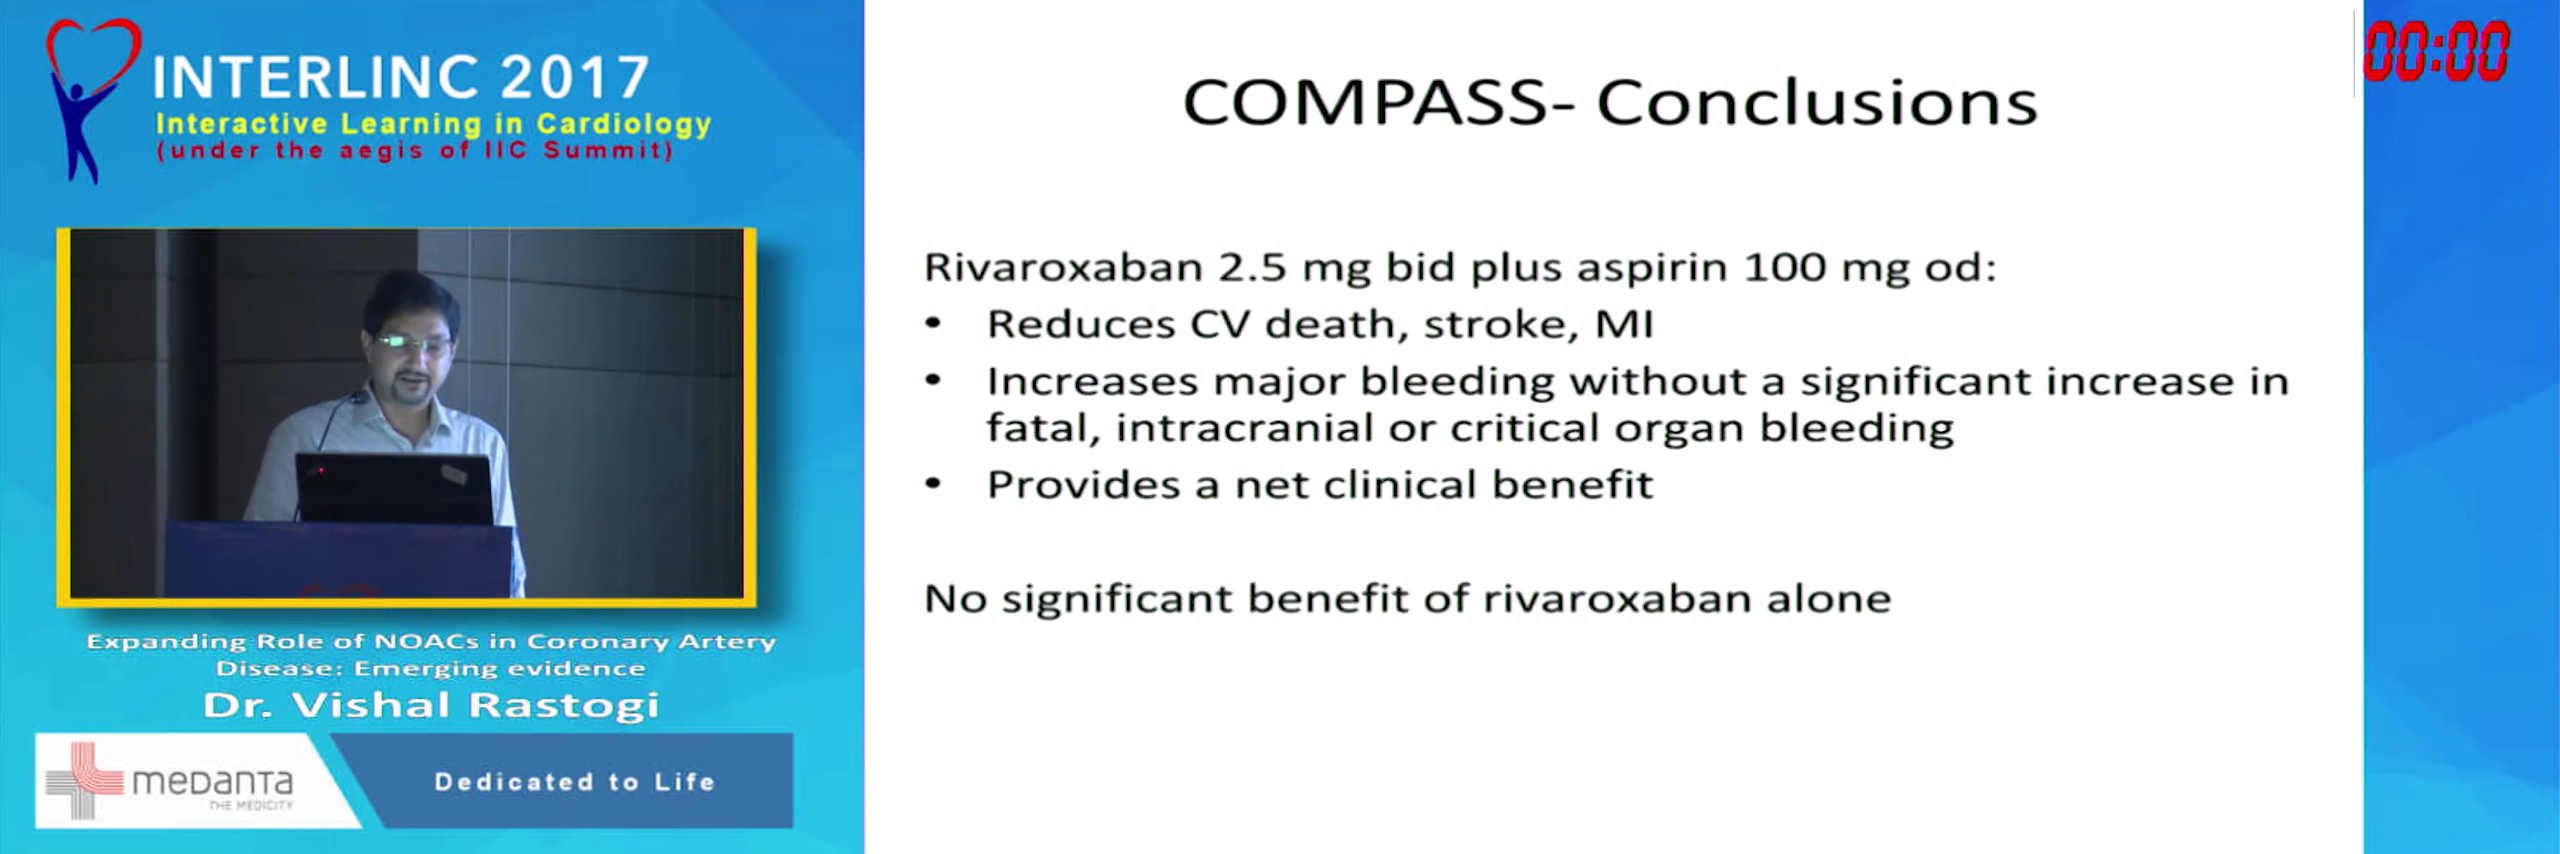 INTERLINC 2017
Interactive Learning in Cardiology
(under the aegis of IIC Summit)
Expanding Role of NOACs in Coronary Artery
Disease: Emerging evidence
Dr. Vishal Rastogi
меDаnта
THE MEDICITY
Dedicated to Life
COMPASS- Conclusions
Rivaroxaban 2.5 mg bid plus aspirin 100 mg od:
• Reduces CV death, stroke, MI
• Increases major bleeding without a significant increase in
fatal, intracranial or critical organ bleeding
• Provides a net clinical benefit
No significant benefit of rivaroxaban alone
00:00